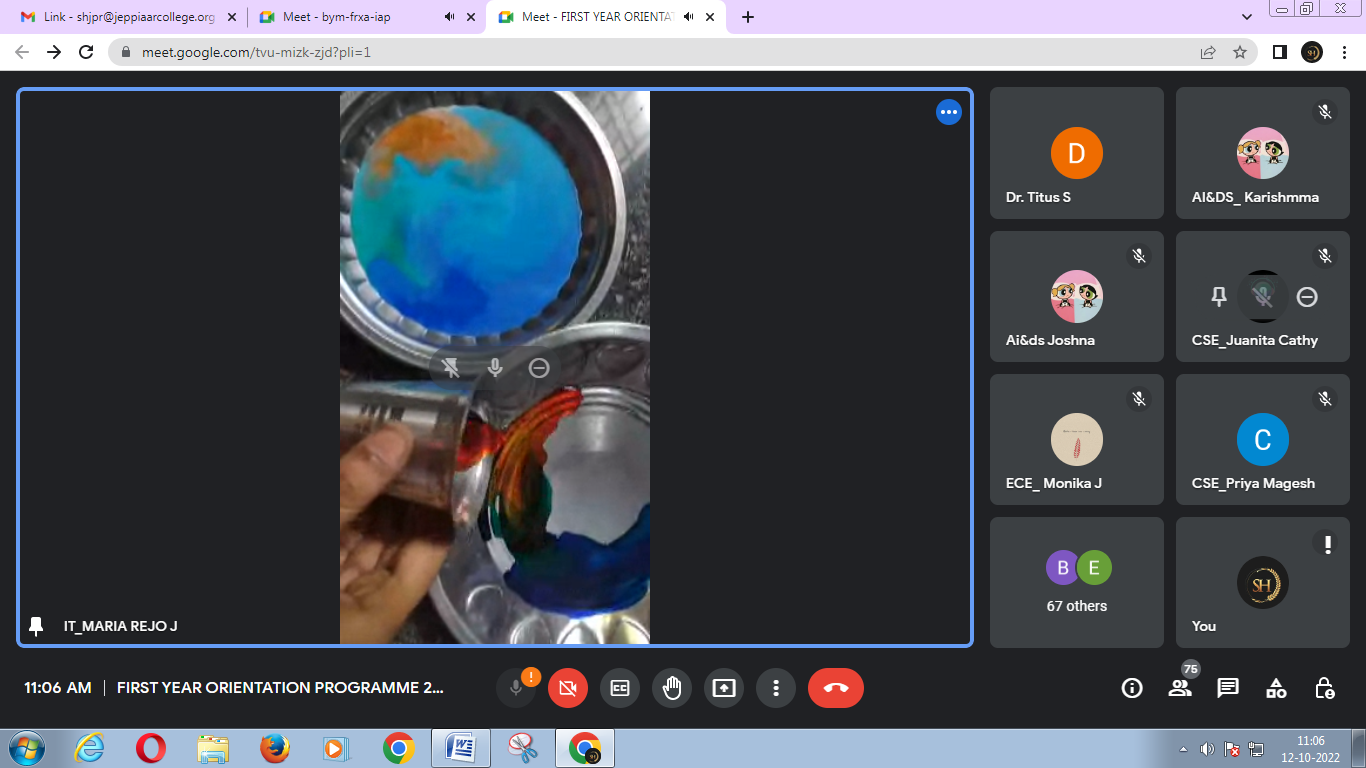 Link - shjpr@jeppiaarcollege.org
Meet - bym-frxa-iap
Meet - FIRST YEAR ORIENTAT
meet.google.com/tvu-mizk-zjd?pli=1
SH
D
Dr. Titus S
AI&DS_ Karishmma
Ai&ds Joshna
CSE_Juanita Cathy
ECE_ Monika J
C
CSE_Priya Magesh
B E
67 others
SH
You
IT_MARIA REJO J
11:06 AM | FIRST YEAR ORIENTATION PROGRAMME 2...
75
11:06
12-10-2022